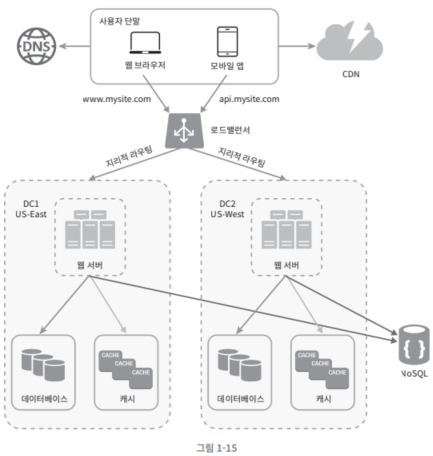 사용자 단말
DNS
웹 브라우저
모바일 앱
CDN
www.mysite.com
api.mysite.com
로드밸런서
지리적 라우팅
지리적 라우팅
DC1
US-East
DC2
US-West
웹 서버
웹 서버
{ }
NoSQL
CACHE
CACHE
CACHE
CACHE
CACHE
CACHE
데이터베이스
캐시
데이터베이스
캐시
그림 1-15